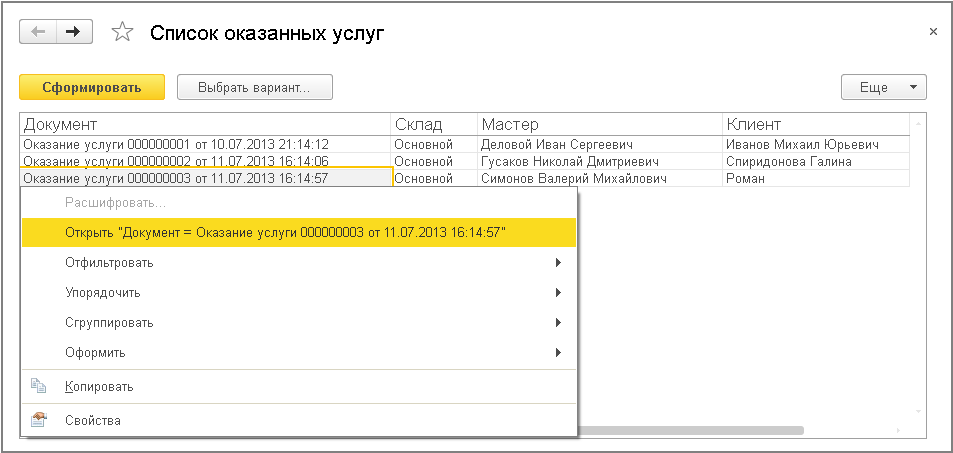 Список оказанных услуг
Сформировать Выбрать вариант... Еще
Документ Склад Мастер Клиент
Оказание услуги 000000001 от 10.07.2013 21:14:12 Основной Деловой Иван Сергеевич Иванов Михаил Юрьевич
Оказание услуги 000000002 от 11.07.2013 16:14:06 Основной Гусаков Николай Дмитриевич Спиридонова Галина
Оказание услуги 000000003 от 11.07.2013 16:14:57 Основной Симонов Валерий Михайлович Роман
Расшифровать...
Открыть "Документ = Оказание услуги 000000003 от 11.07.2013 16:14:57"
Отфильтровать
Упорядочить
Сгруппировать
Оформить
Копировать
Свойства